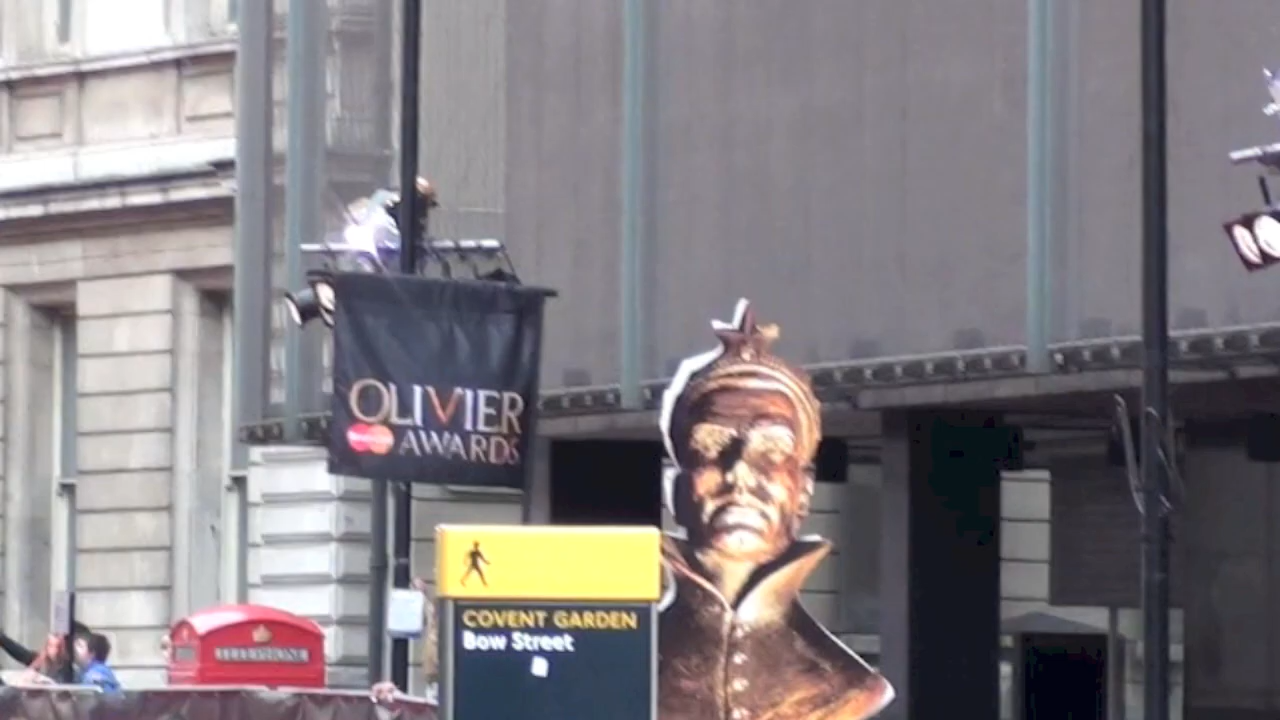 OLIVIER
AWARDS
COVENT GARDEN
Bow Street
TELEPHONE